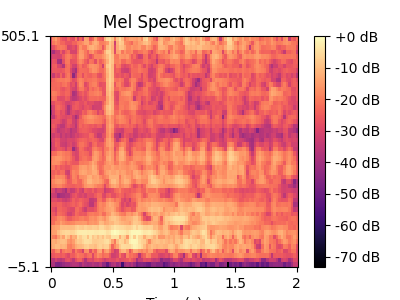 Mel Spectrogram
505.1
-5.1
0
0.5
1
1.5
2
+0 dB
-10 dB
-20 dB
-30 dB
-40 dB
-50 dB
-60 dB
-70 dB